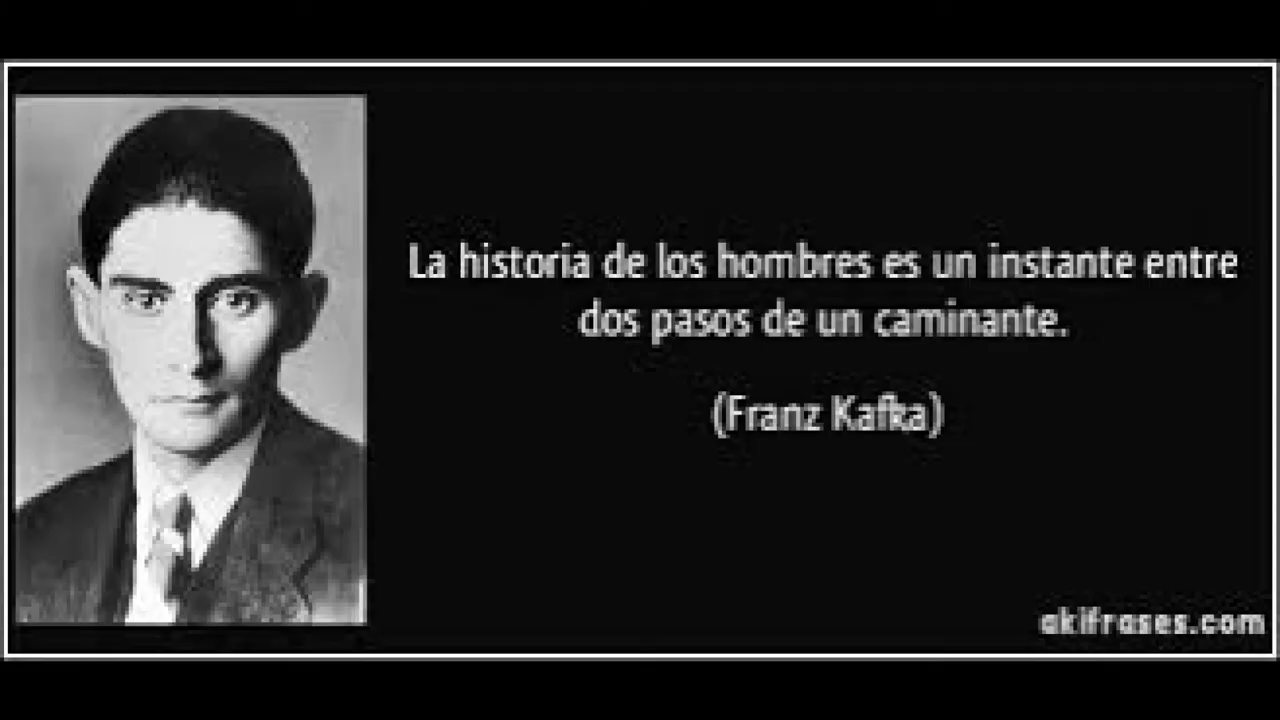 La historia de los hombres es un instante entre
dos pasos de un caminante.
(Franz Kafka)
akifrases.com